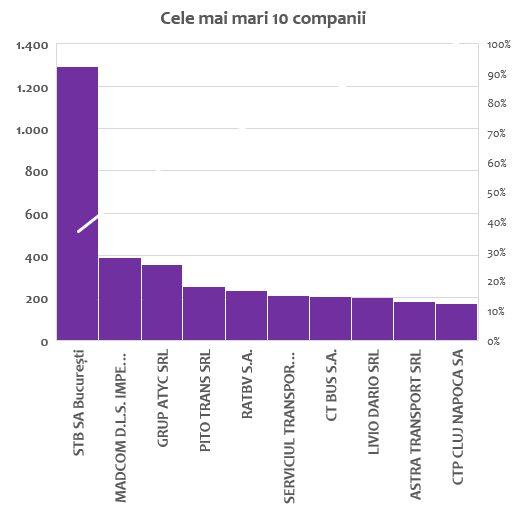 Cele mai mari 10 companii
1.400
1.200
1.000
800
600
400
200
0
100%
90%
80%
70%
60%
50%
40%
30%
20%
10%
0%
STB SA București
MADCOM D.L.S. IMPE...
GRUP ATYC SRL
PITO TRANS SRL
RATBV S.A.
SERVICIUL TRANSPOR...
CT BUS S.A.
LIVIO DARIO SRL
ASTRA TRANSPORT SRL
CTP CLUJ NAPOCA SA